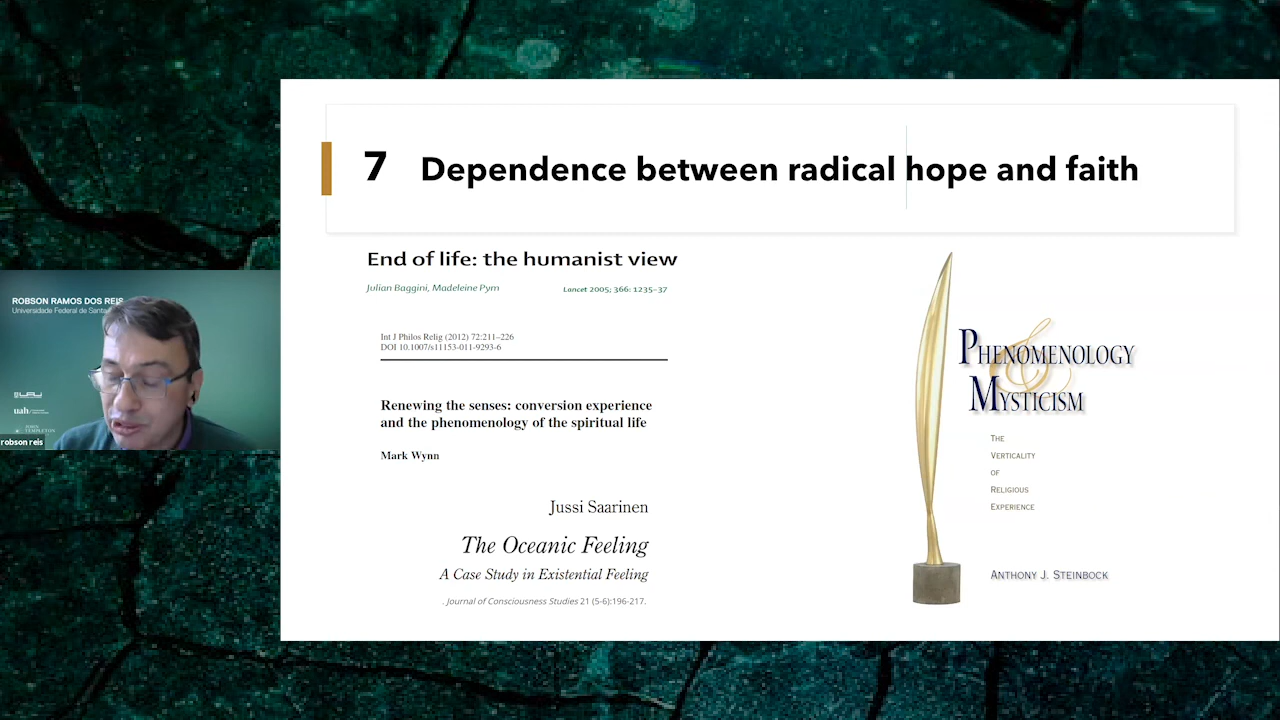 7 Dependence between radical hope and faith
End of life: the humanist view
Julian Baggini, Madeleine Pym
Lancet 2005; 366: 1235–37
Int J Philos Relig (2012) 72:211–226
DOI 10.1007/s11153-011-9293-6
Renewing the senses: conversion experience
and the phenomenology of the spiritual life
Mark Wynn
Jussi Saarinen
The Oceanic Feeling
A Case Study in Existential Feeling
. Journal of Consciousness Studies 21 (5-6):196-217.
PHENOMENOLOGY
&
MYSTICISM
THE
VERTICALITY
OF
RELIGIOUS
EXPERIENCE
ANTHONY J. STEINBOCK
ROBSON RAMOS DOS REIS
Universidade Federal de Santa
uah
JOHN TEMPLETON
robson reis